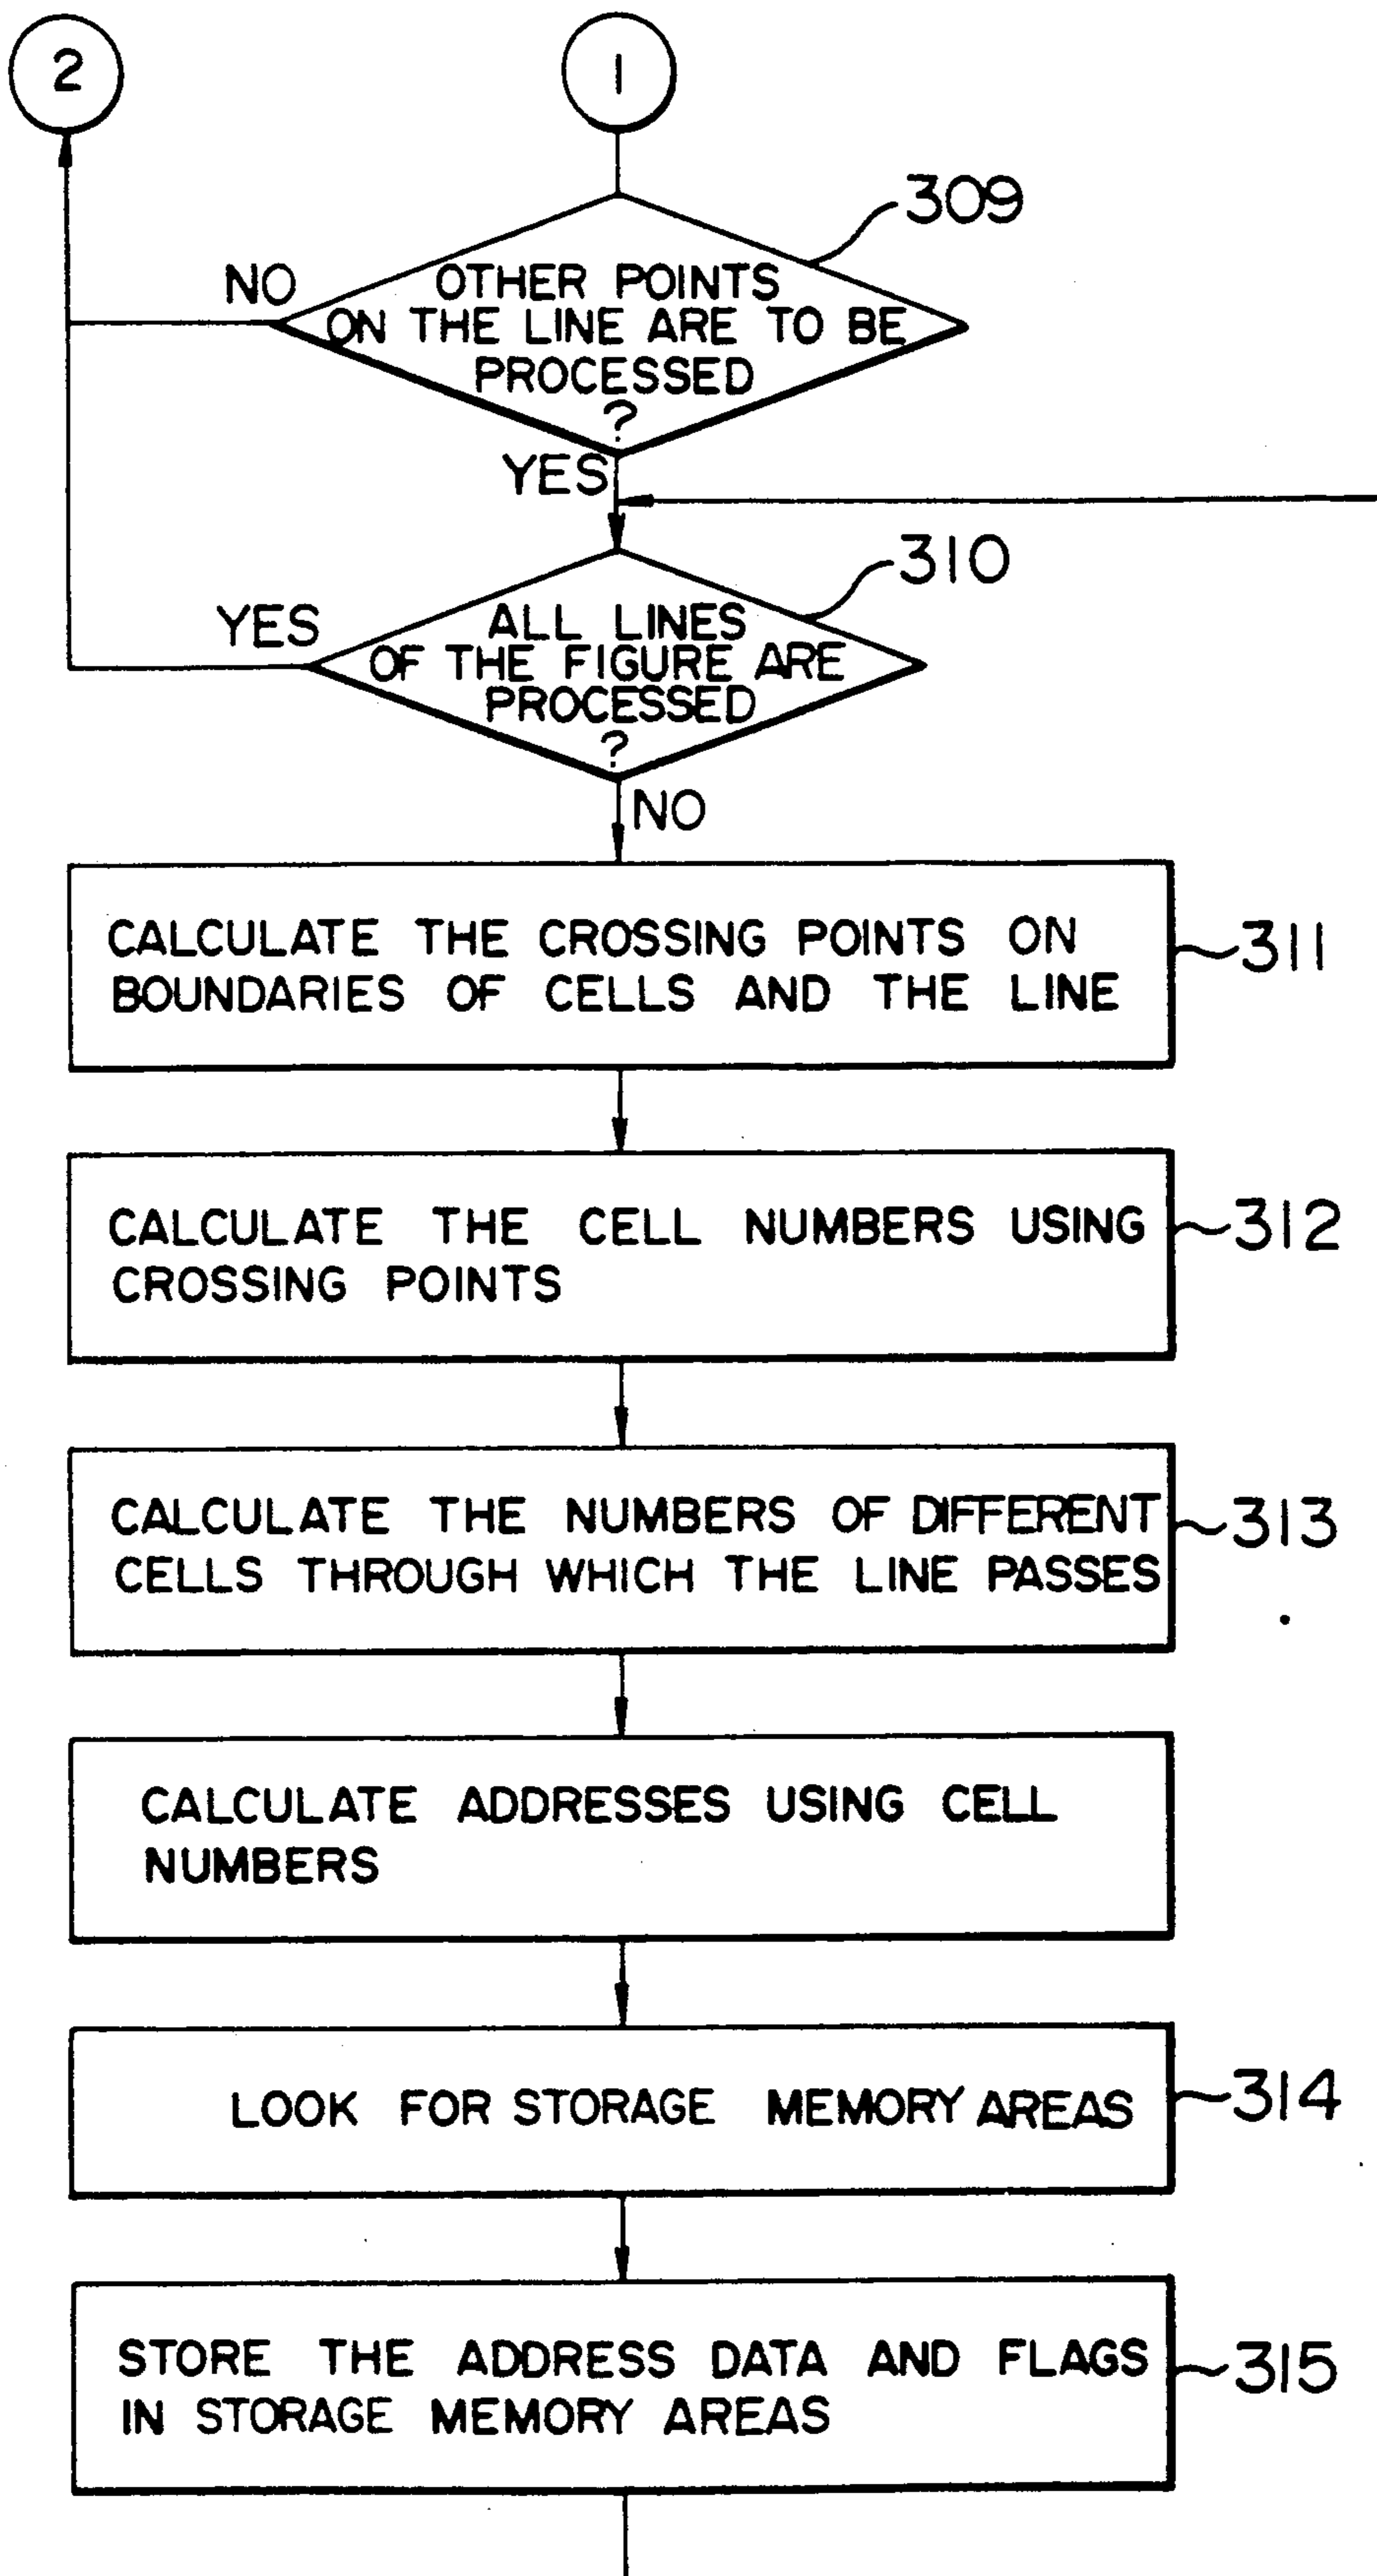 2
1
309
NO
OTHER POINTS
ON THE LINE ARE TO BE
PROCESSED
?
YES
310
YES
ALL LINES
OF THE FIGURE ARE
PROCESSED
?
NO
CALCULATE THE CROSSING POINTS ON
BOUNDARIES OF CELLS AND THE LINE
311
CALCULATE THE CELL NUMBERS USING
CROSSING POINTS
312
CALCULATE THE NUMBERS OF DIFFERENT
CELLS THROUGH WHICH THE LINE PASSES
313
CALCULATE ADDRESSES USING CELL
NUMBERS
LOOK FOR STORAGE MEMORY AREAS
314
STORE THE ADDRESS DATA AND FLAGS
IN STORAGE MEMORY AREAS
315